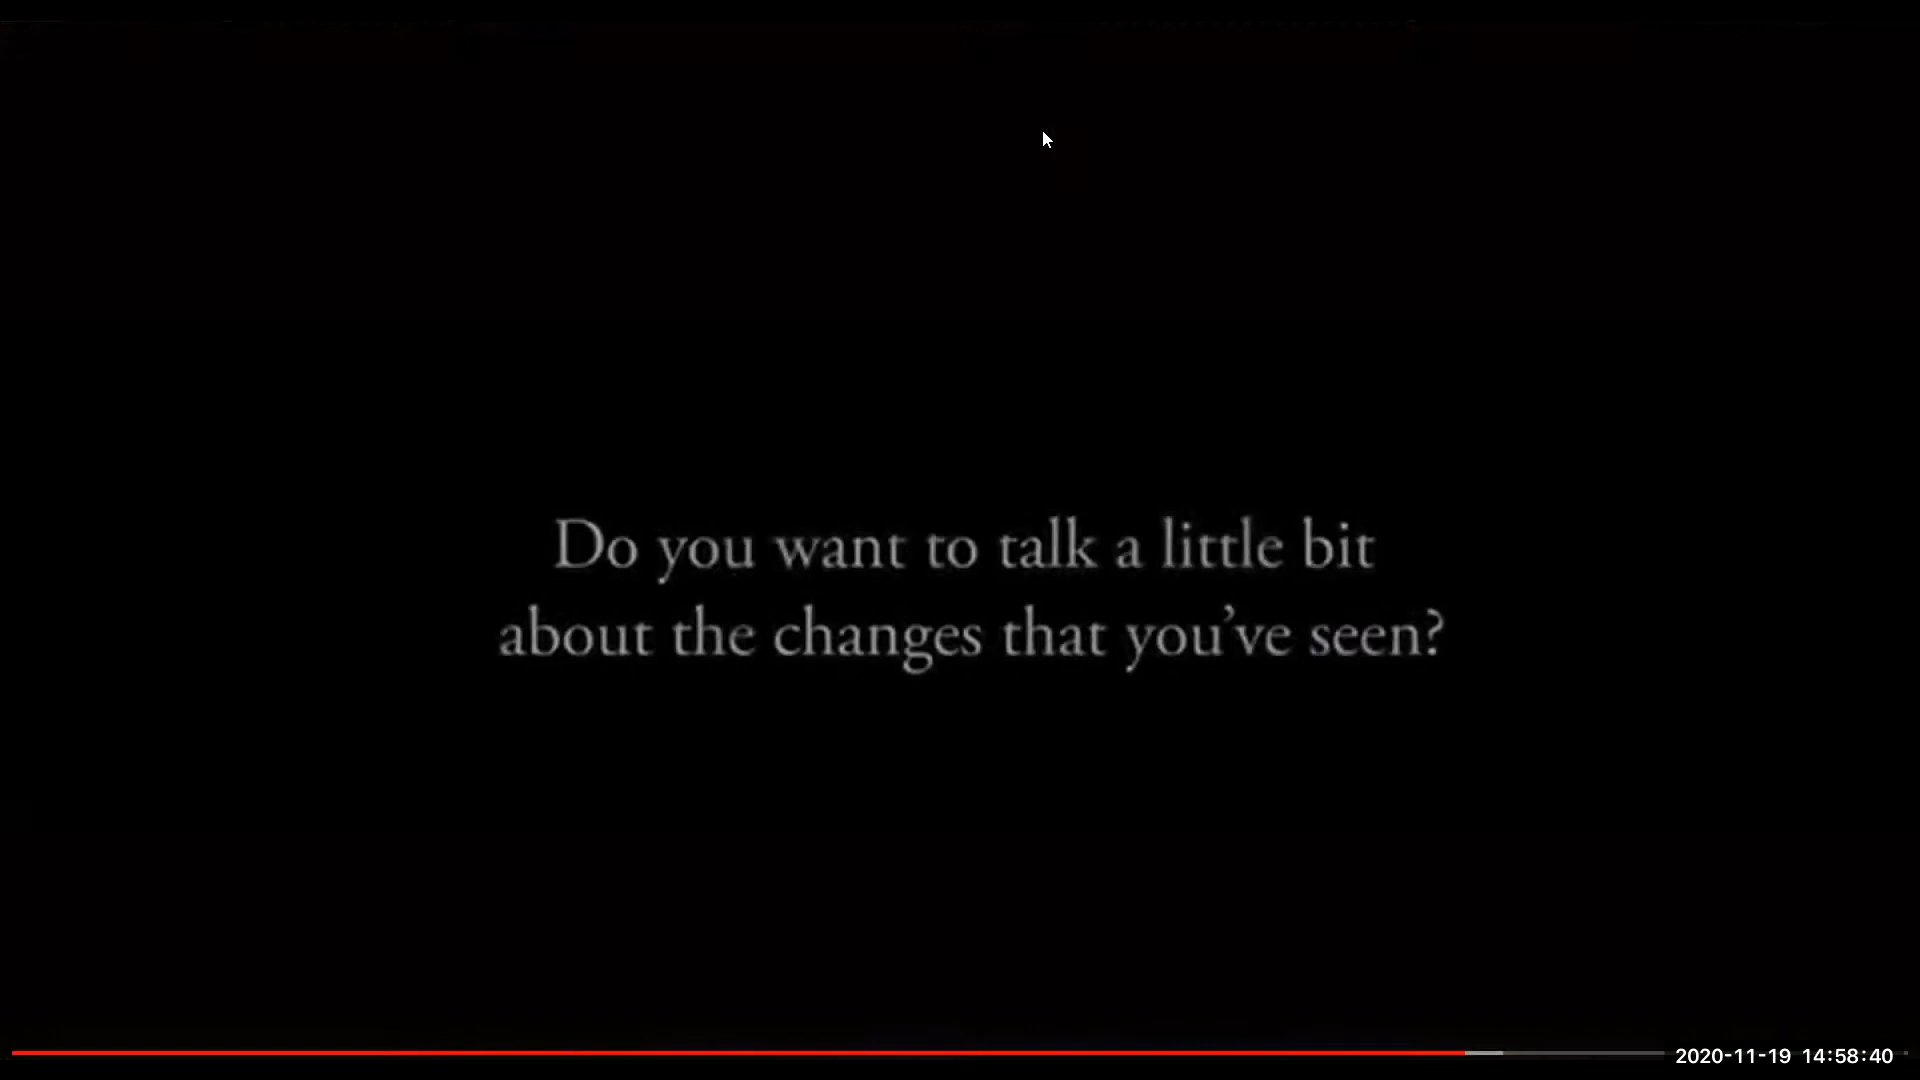 Do you want to talk a little bit
about the changes that you’ve seen?
2020-11-19 14:58:40